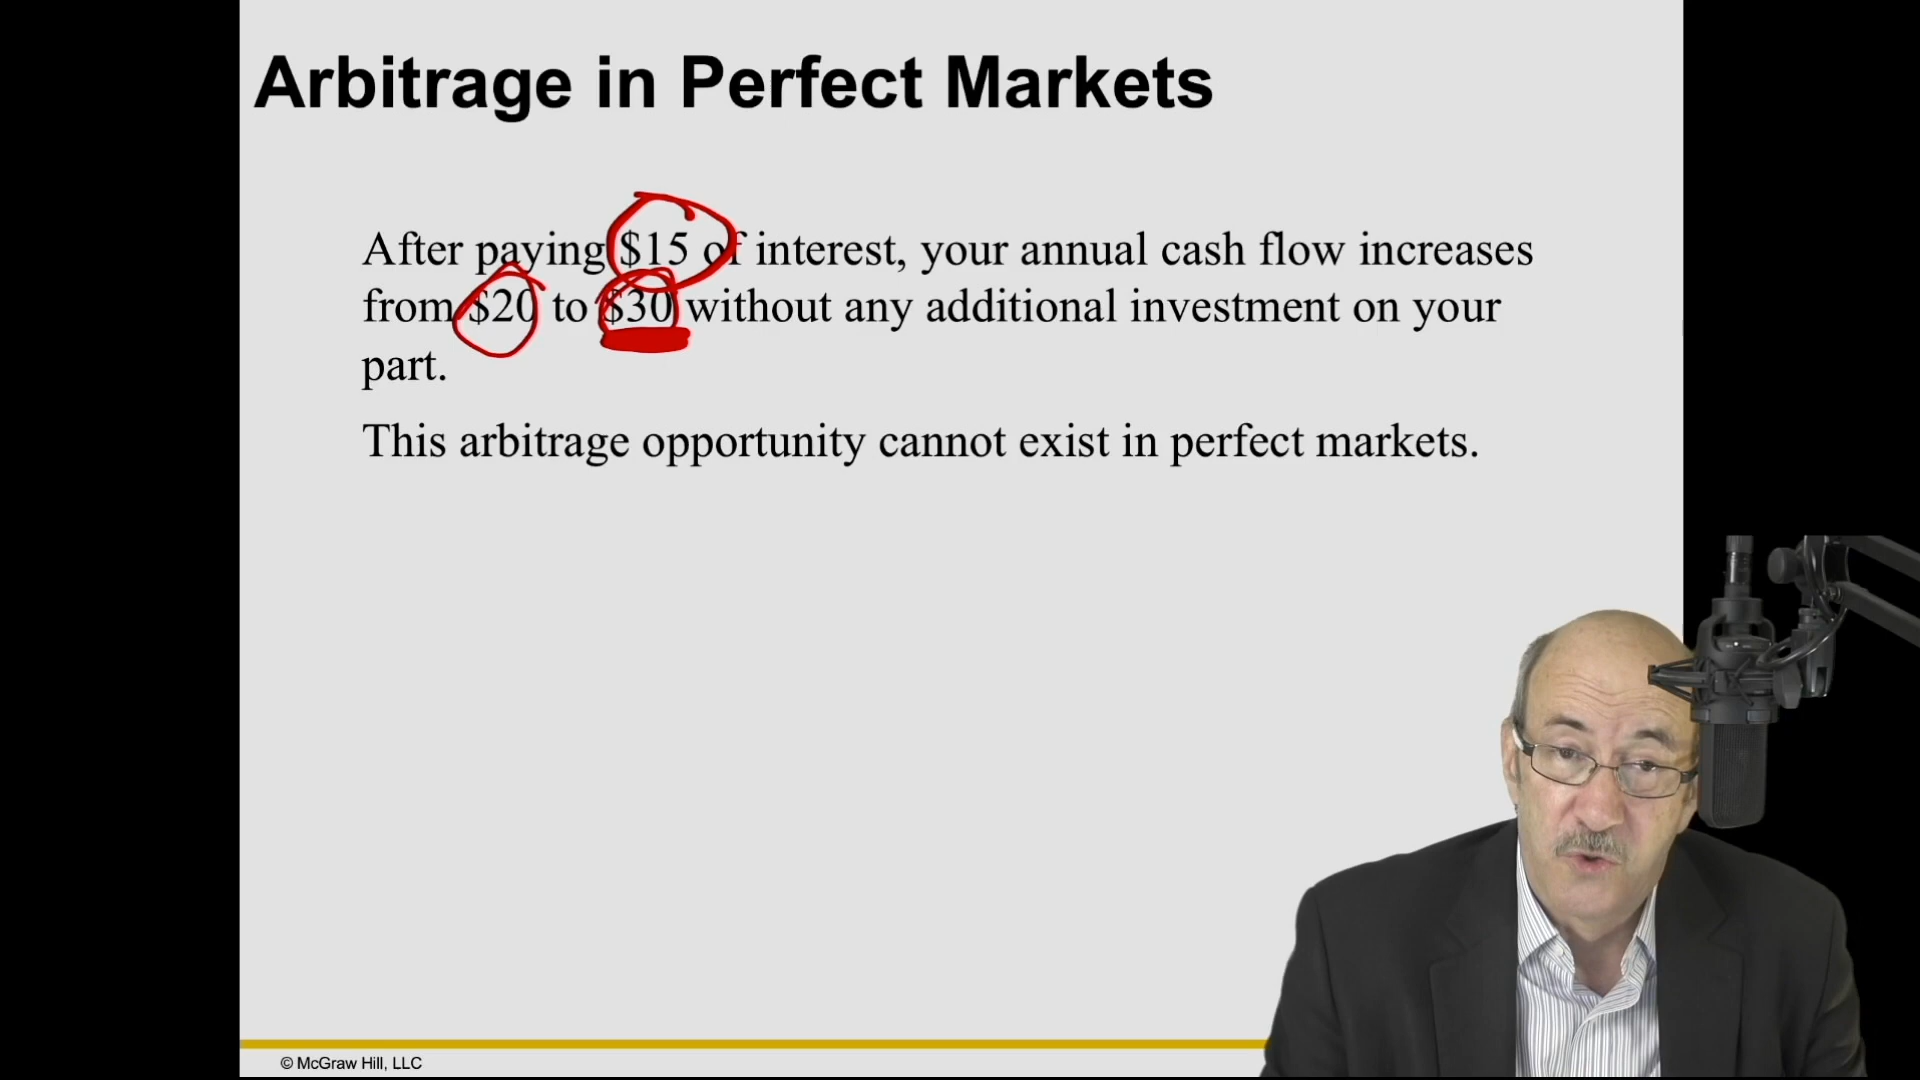 Arbitrage in Perfect Markets
After paying $15 of interest, your annual cash flow increases
from $20 to $30 without any additional investment on your
part.
This arbitrage opportunity cannot exist in perfect markets.
© McGraw Hill, LLC